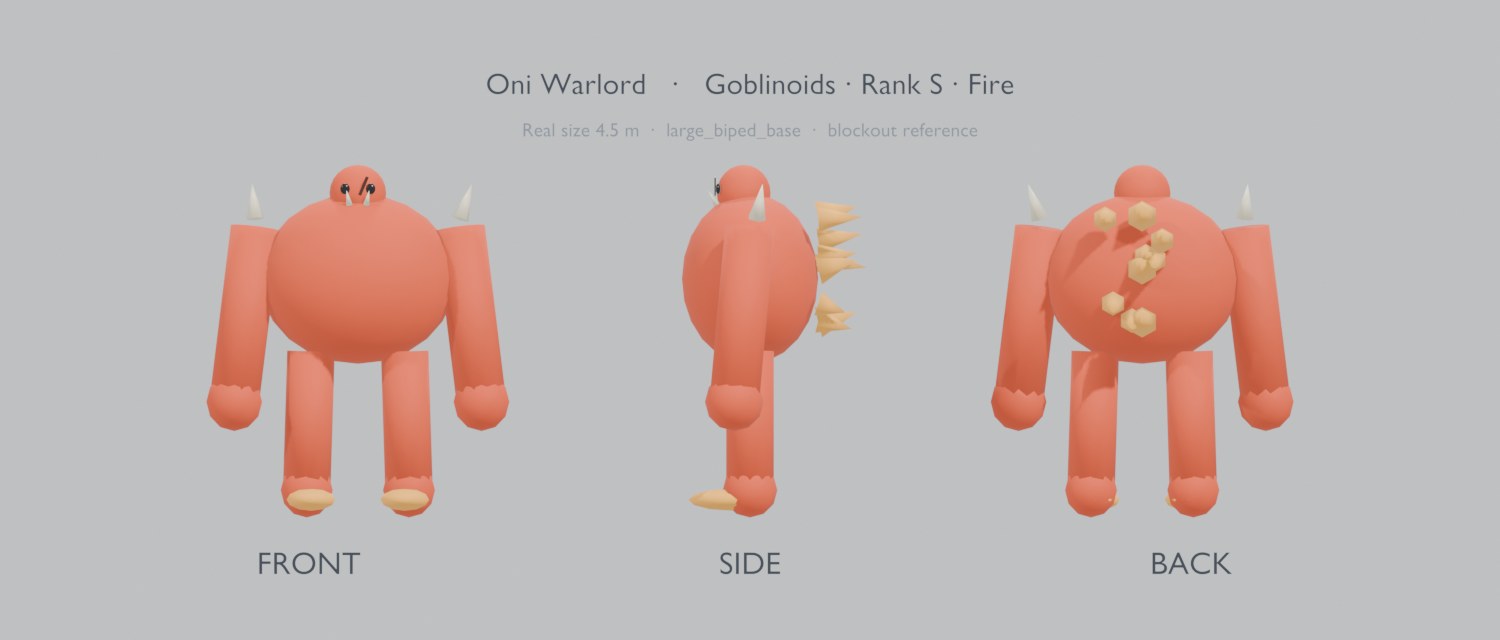 Oni Warlord · Goblinoids · Rank S · Fire
Real size 4.5 m · large_biped_base · blockout reference
FRONT SIDE BACK